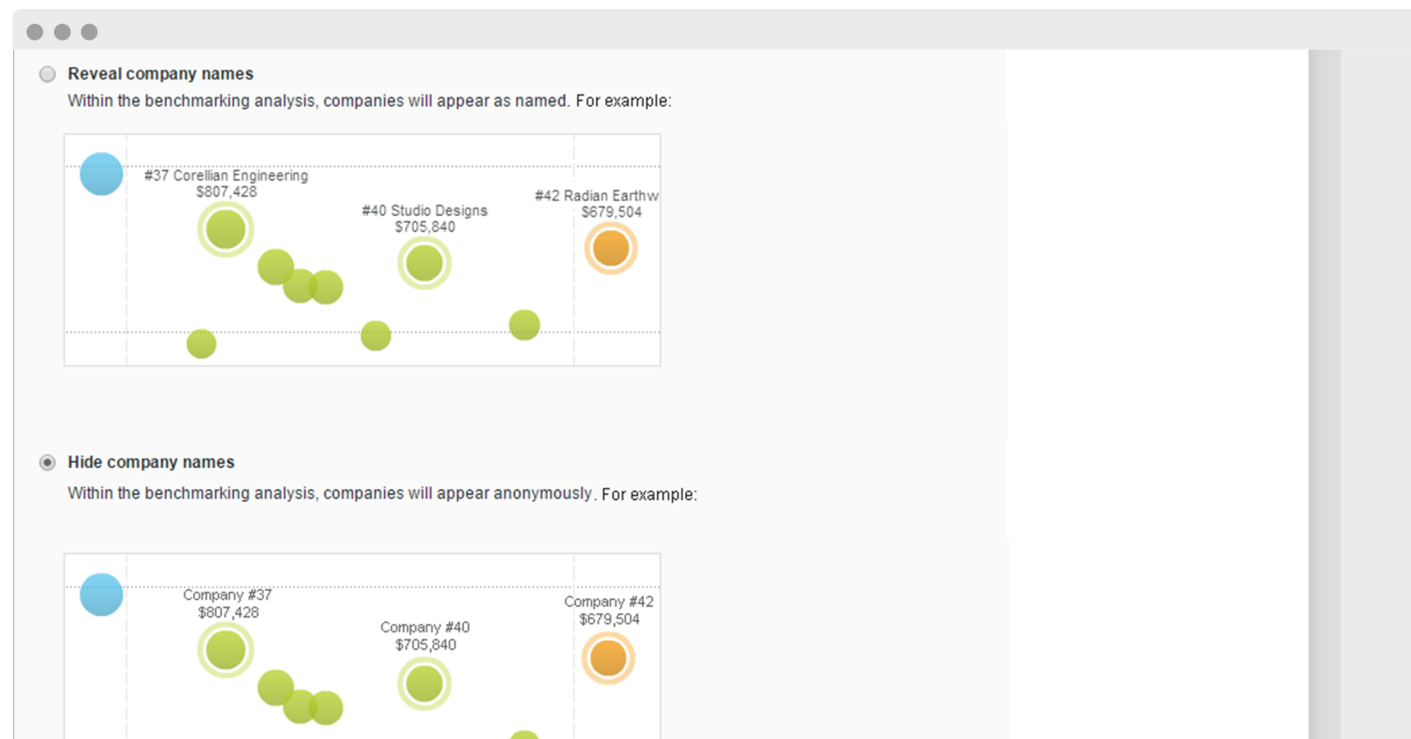 Reveal company names
Within the benchmarking analysis, companies will appear as named. For example:
#37 Corellian Engineering
$807,428
#40 Studio Designs
$705,840
#42 Radian Earthw
$679,504
Hide company names
Within the benchmarking analysis, companies will appear anonymously. For example:
Company #37
$807,428
Company #40
$705,840
Company #42
$679,504